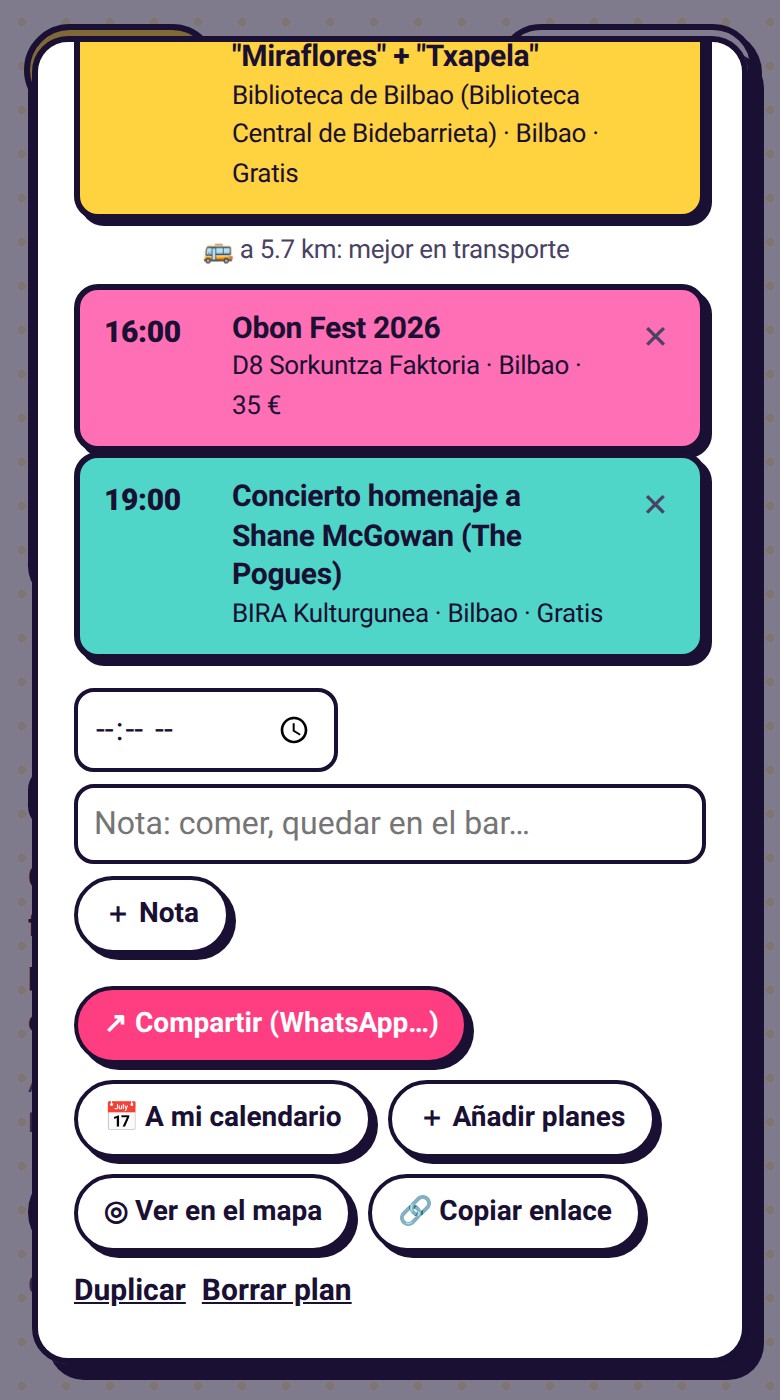 "Miraflores" + "Txapela"
Biblioteca de Bilbao (Biblioteca
Central de Bidebarrieta) · Bilbao ·
Gratis
🚌 a 5.7 km: mejor en transporte
16:00
Obon Fest 2026
✕
D8 Sorkuntza Faktoria · Bilbao ·
35 €
19:00
Concierto homenaje a
✕
Shane McGowan (The
Pogues)
BIRA Kulturgunea · Bilbao · Gratis
--:-- --
Nota: comer, quedar en el bar…
+ Nota
↗ Compartir (WhatsApp…)
📅 A mi calendario
+ Añadir planes
◎ Ver en el mapa
🔗 Copiar enlace
Duplicar Borrar plan